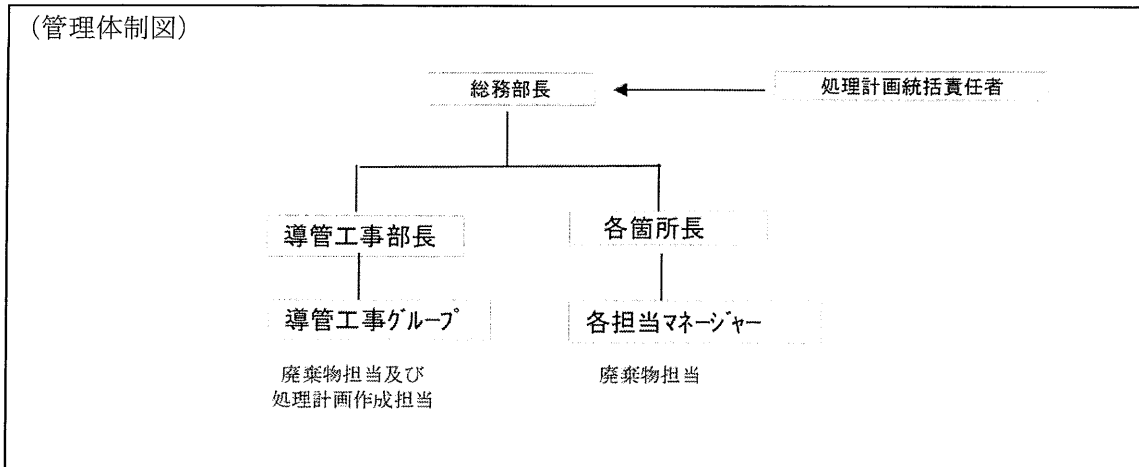 （管理体制図）
総務部長
処理計画統括責任者
導管工事部長
各箇所長
導管工事ｸﾞﾙｰﾌﾟ
各担当ﾏﾈｰｼﾞｬｰ
廃棄物担当及び
処理計画作成担当
廃棄物担当